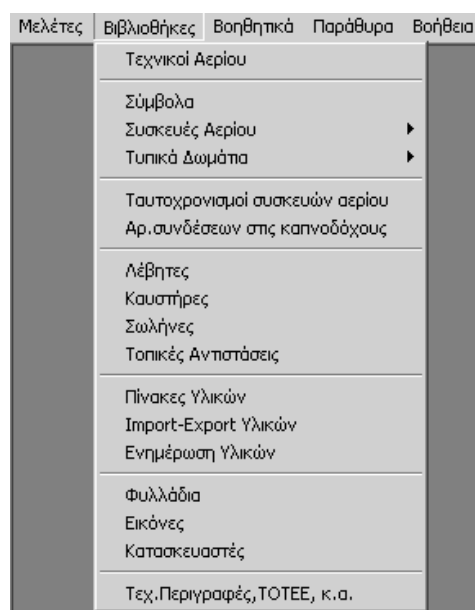 Μελέτες Βιβλιοθήκες Βοηθητικά Παράθυρα Βοήθεια
Τεχνικοί Αερίου
Σύμβολα
Συσκευές Αερίου
Τυπικά Δωμάτια
Ταυτοχρονισμοί συσκευών αερίου
Αρ.συνδέσεων στις καπνοδόχους
Λέβητες
Καυστήρες
Σωλήνες
Τοπικές Αντιστάσεις
Πίνακες Υλικών
Import-Export Υλικών
Ενημέρωση Υλικών
Φυλλάδια
Εικόνες
Κατασκευαστές
Τεχ.Περιγραφές,ΤΟΤΕΕ, κ.α.